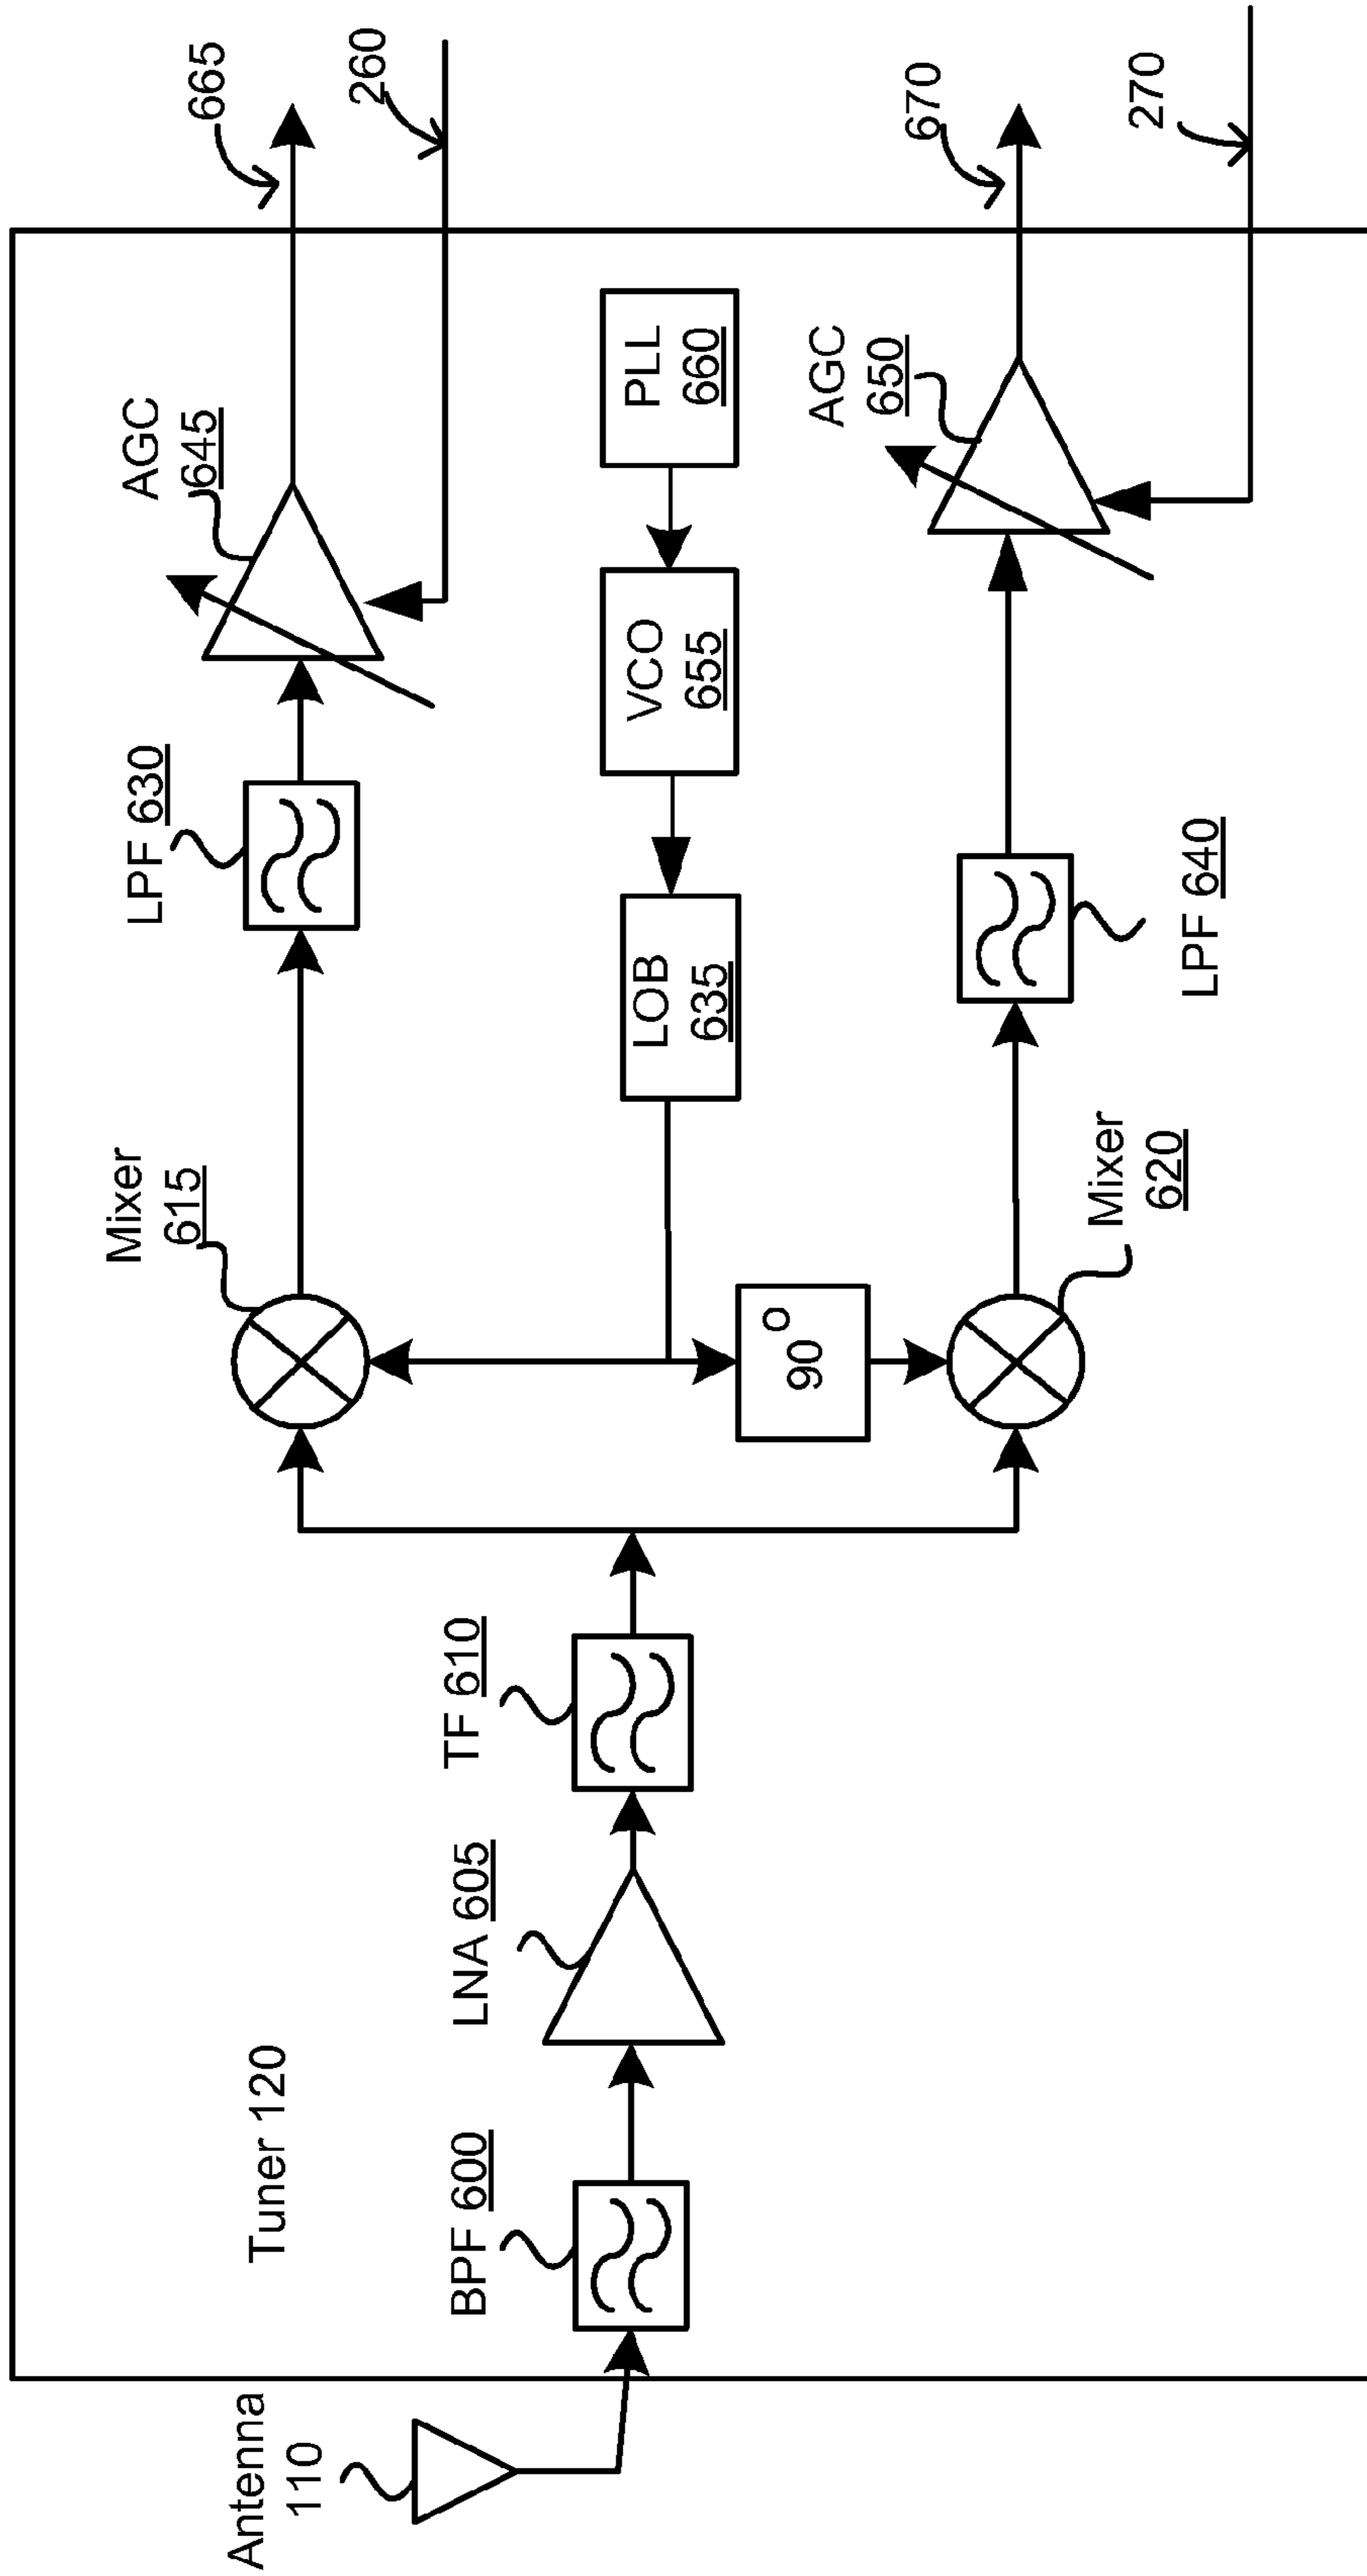 Antenna
110
Tuner 120
BPF 600
LNA 605
TF 610
Mixer
615
LPF 630
AGC
645
665
260
LOB
635
VCO
655
PLL
660
90°
Mixer
620
LPF 640
AGC
650
670
270